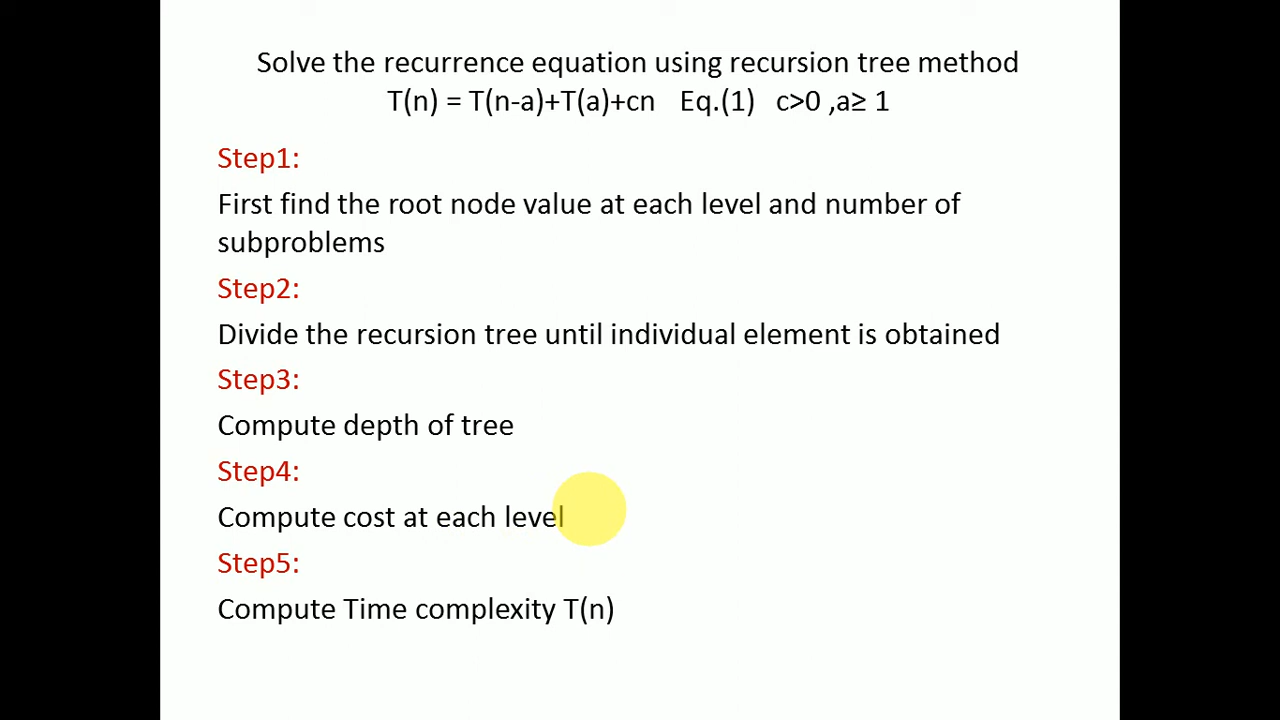 Solve the recurrence equation using recursion tree method
T(n) = T(n-a)+T(a)+cn Eq.(1) c>0 ,a≥ 1
Step1:
First find the root node value at each level and number of
subproblems
Step2:
Divide the recursion tree until individual element is obtained
Step3:
Compute depth of tree
Step4:
Compute cost at each level
Step5:
Compute Time complexity T(n)